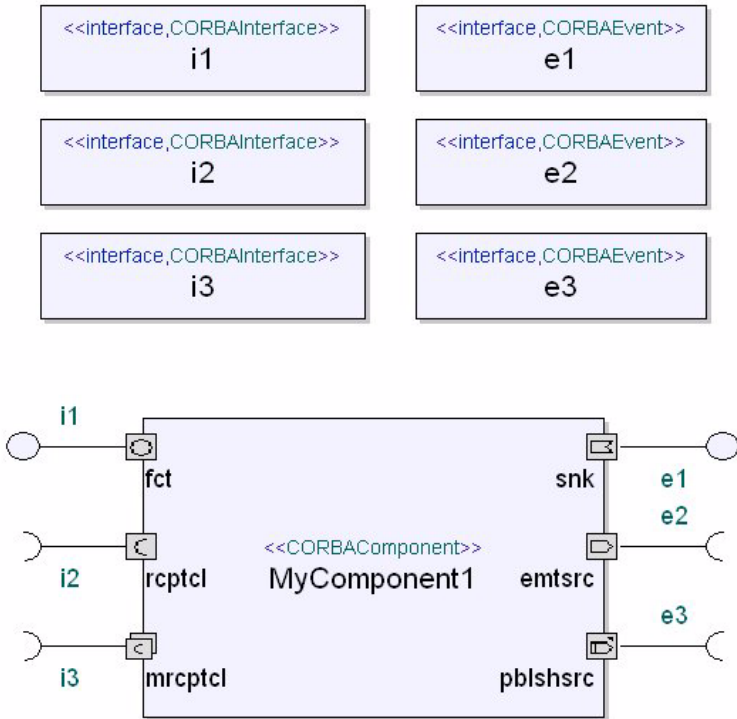 <<interface,CORBAInterface>>
i1
<<interface,CORBAEvent>>
e1
<<interface,CORBAInterface>>
i2
<<interface,CORBAEvent>>
e2
<<interface,CORBAInterface>>
i3
<<interface,CORBAEvent>>
e3
i1
fct
snk
e1
e2
<<CORBAComponent>>
MyComponent1
i2
rcptcl
emtsrc
e3
i3
mrcptcl
pblshsrc